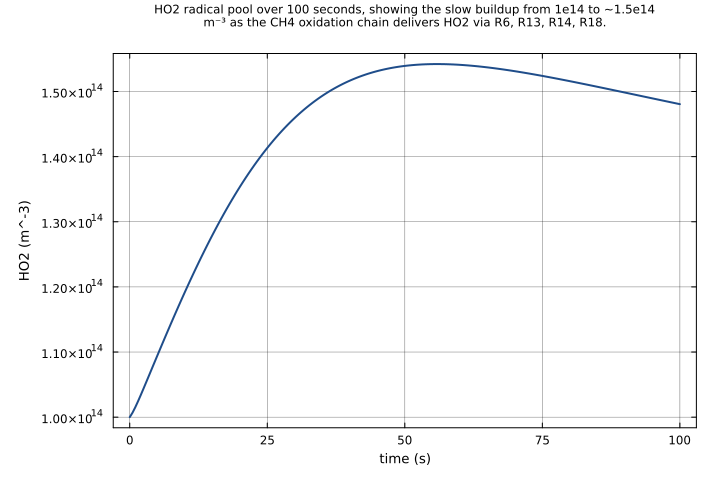 HO2 radical pool over 100 seconds, showing the slow buildup from 1e14 to ~1.5e14
m⁻³ as the CH4 oxidation chain delivers HO2 via R6, R13, R14, R18.
1.50×10¹⁴
1.40×10¹⁴
1.30×10¹⁴
1.20×10¹⁴
1.10×10¹⁴
1.00×10¹⁴
HO2 (m^-3)
0 25 50 75 100
time (s)